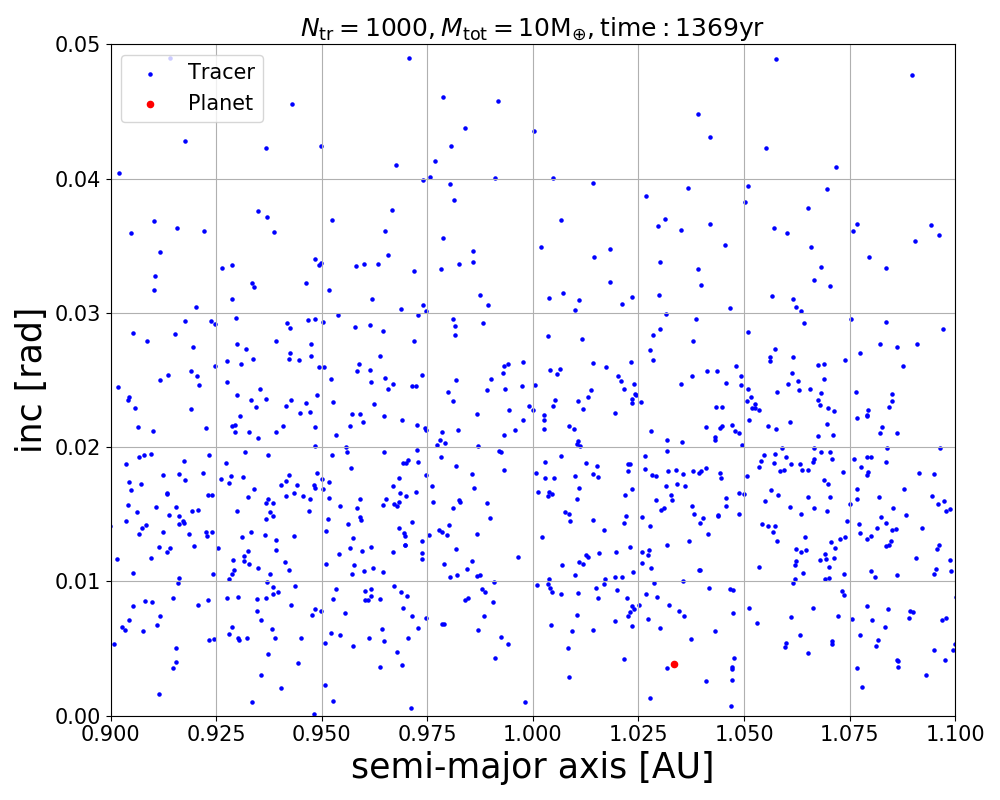 N_tr = 1000, M_tot = 10M_⊕, time : 1369yr
0.05
Tracer
Planet
0.04
0.03
inc [rad]
0.02
0.01
0.00
0.900 0.925 0.950 0.975 1.000 1.025 1.050 1.075 1.100
semi-major axis [AU]